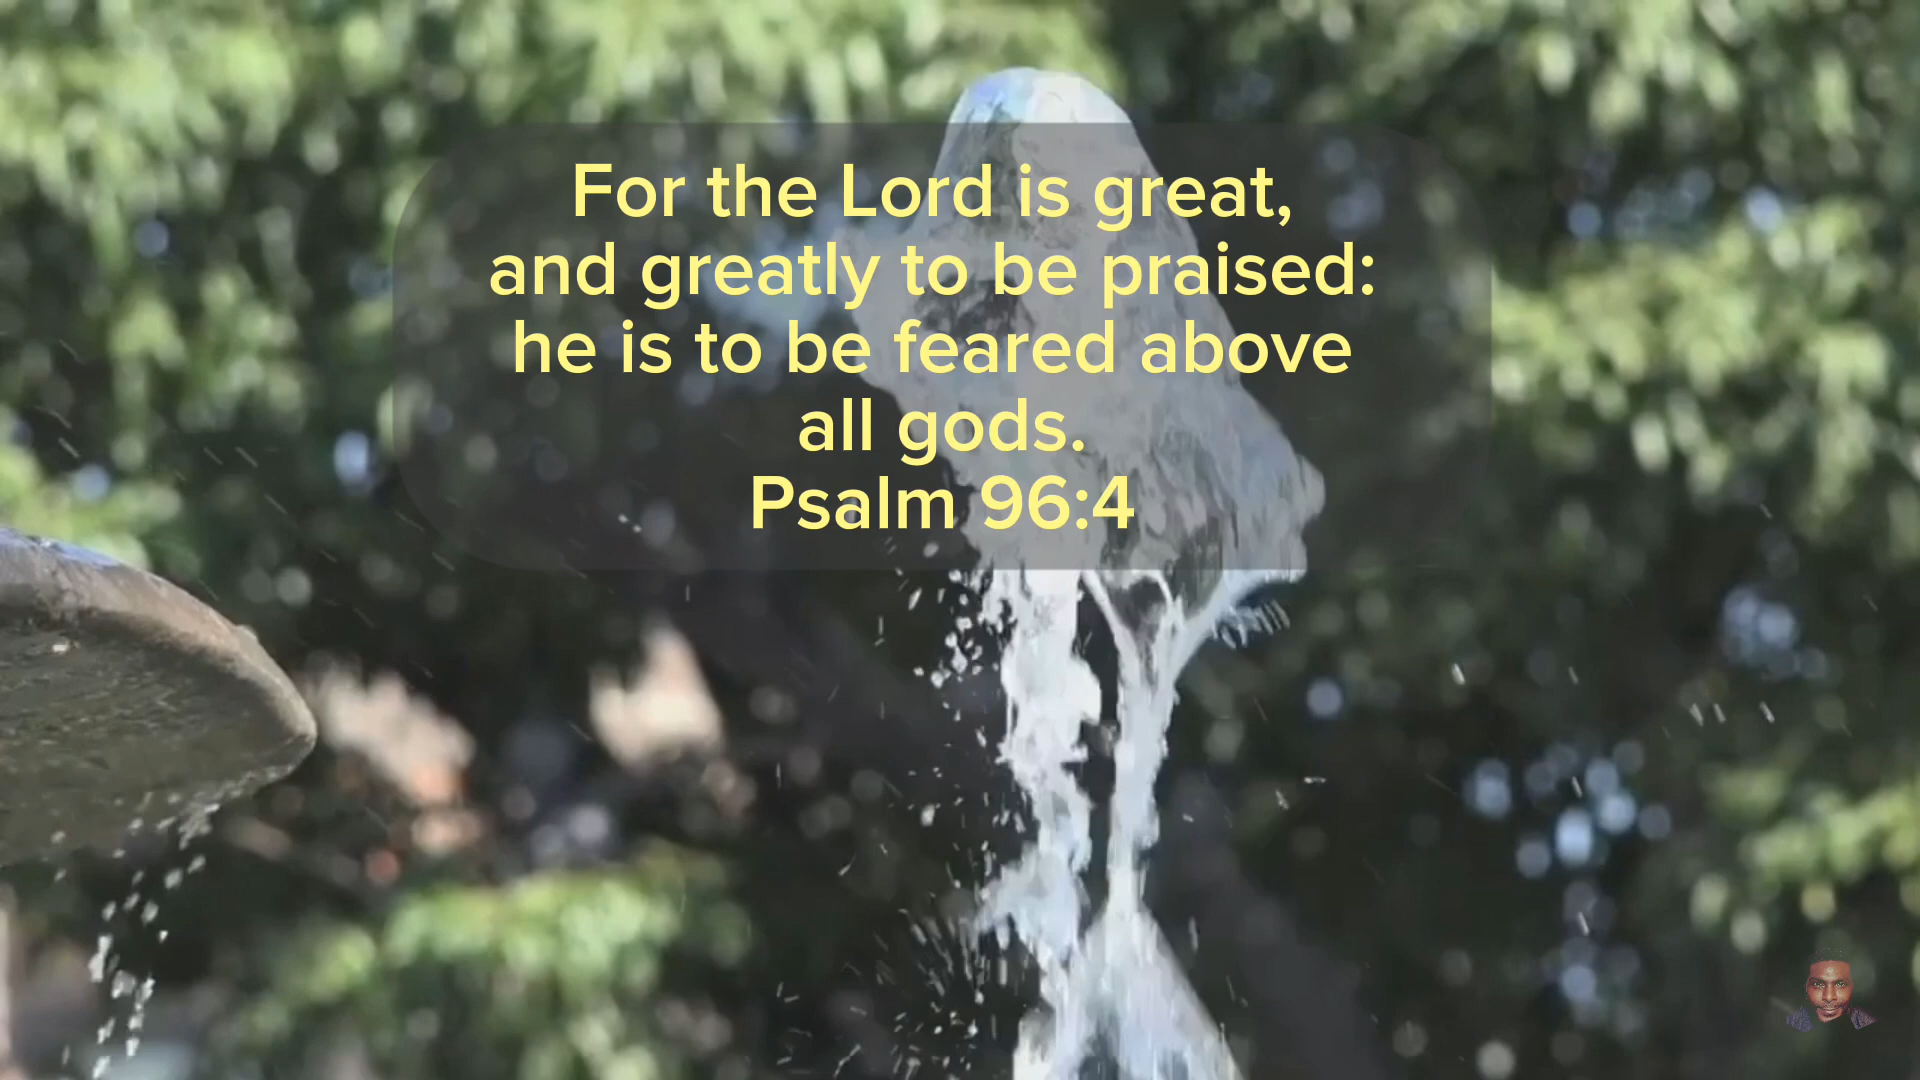 For the Lord is great,
and greatly to be praised:
he is to be feared above
all gods.
Psalm 96:4